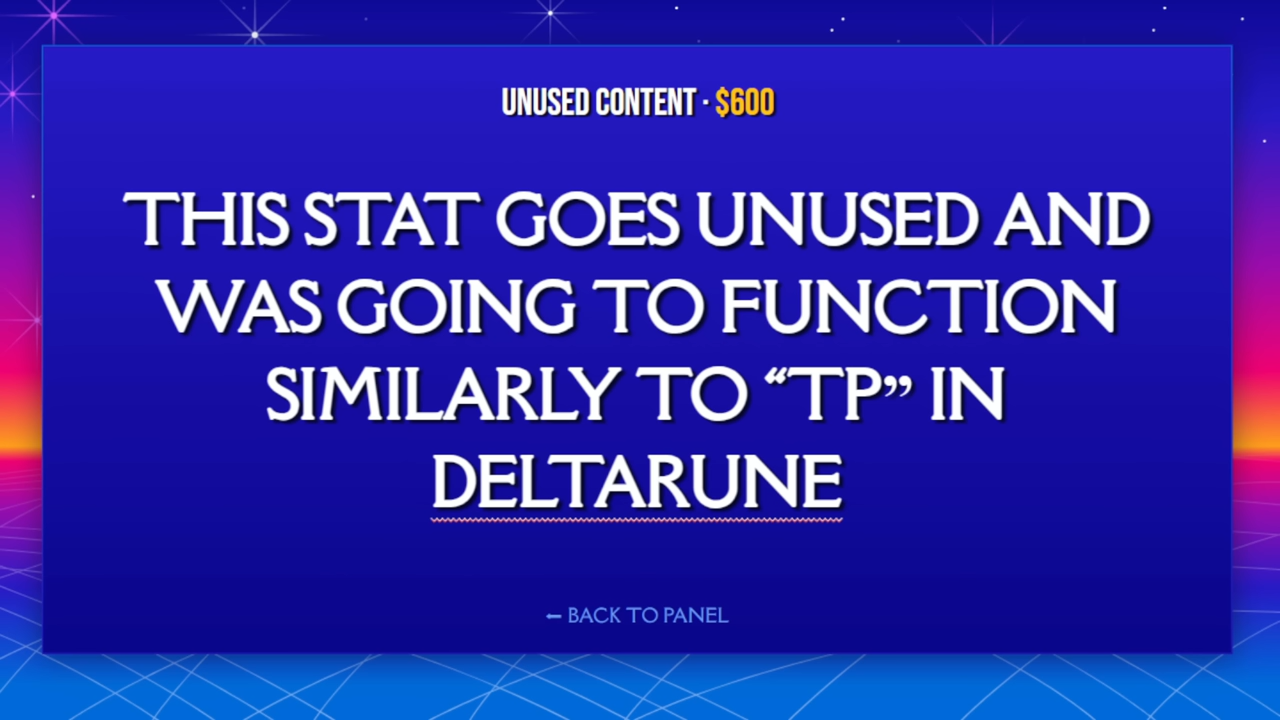 UNUSED CONTENT · $600
THIS STAT GOES UNUSED AND
WAS GOING TO FUNCTION
SIMILARLY TO “TP” IN
DELTARUNE
← BACK TO PANEL